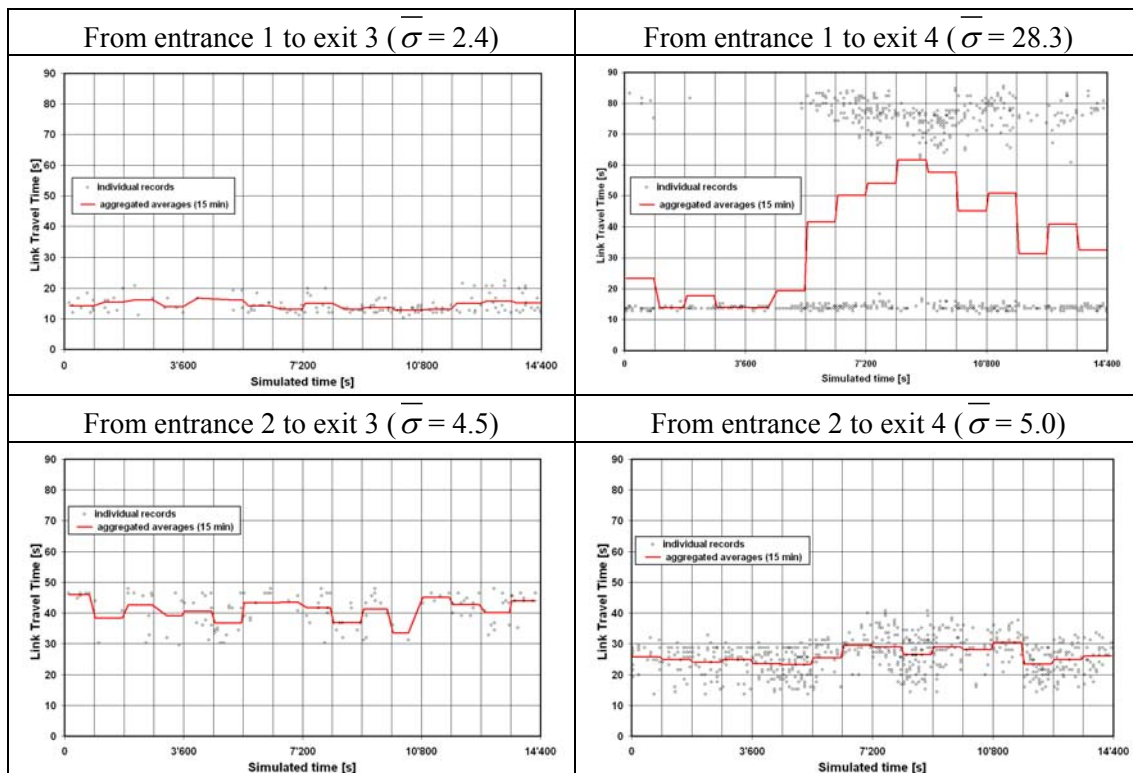 From entrance 1 to exit 3 ( σ̅ = 2.4)
90
80
70
60
50
40
30
20
10
0
Link Travel Time [s]
individual records
aggregated averages (15 min)
0 3'600 7'200 10'800 14'400
Simulated time [s]
From entrance 1 to exit 4 ( σ̅ = 28.3)
90
80
70
60
50
40
30
20
10
0
Link Travel Time [s]
individual records
aggregated averages (15 min)
0 3'600 7'200 10'800 14'400
Simulated time [s]
From entrance 2 to exit 3 ( σ̅ = 4.5)
90
80
70
60
50
40
30
20
10
0
Link Travel Time [s]
individual records
aggregated averages (15 min)
0 3'600 7'200 10'800 14'400
Simulated time [s]
From entrance 2 to exit 4 ( σ̅ = 5.0)
90
80
70
60
50
40
30
20
10
0
Link Travel Time [s]
individual records
aggregated averages (15 min)
0 3'600 7'200 10'800 14'400
Simulated time [s]